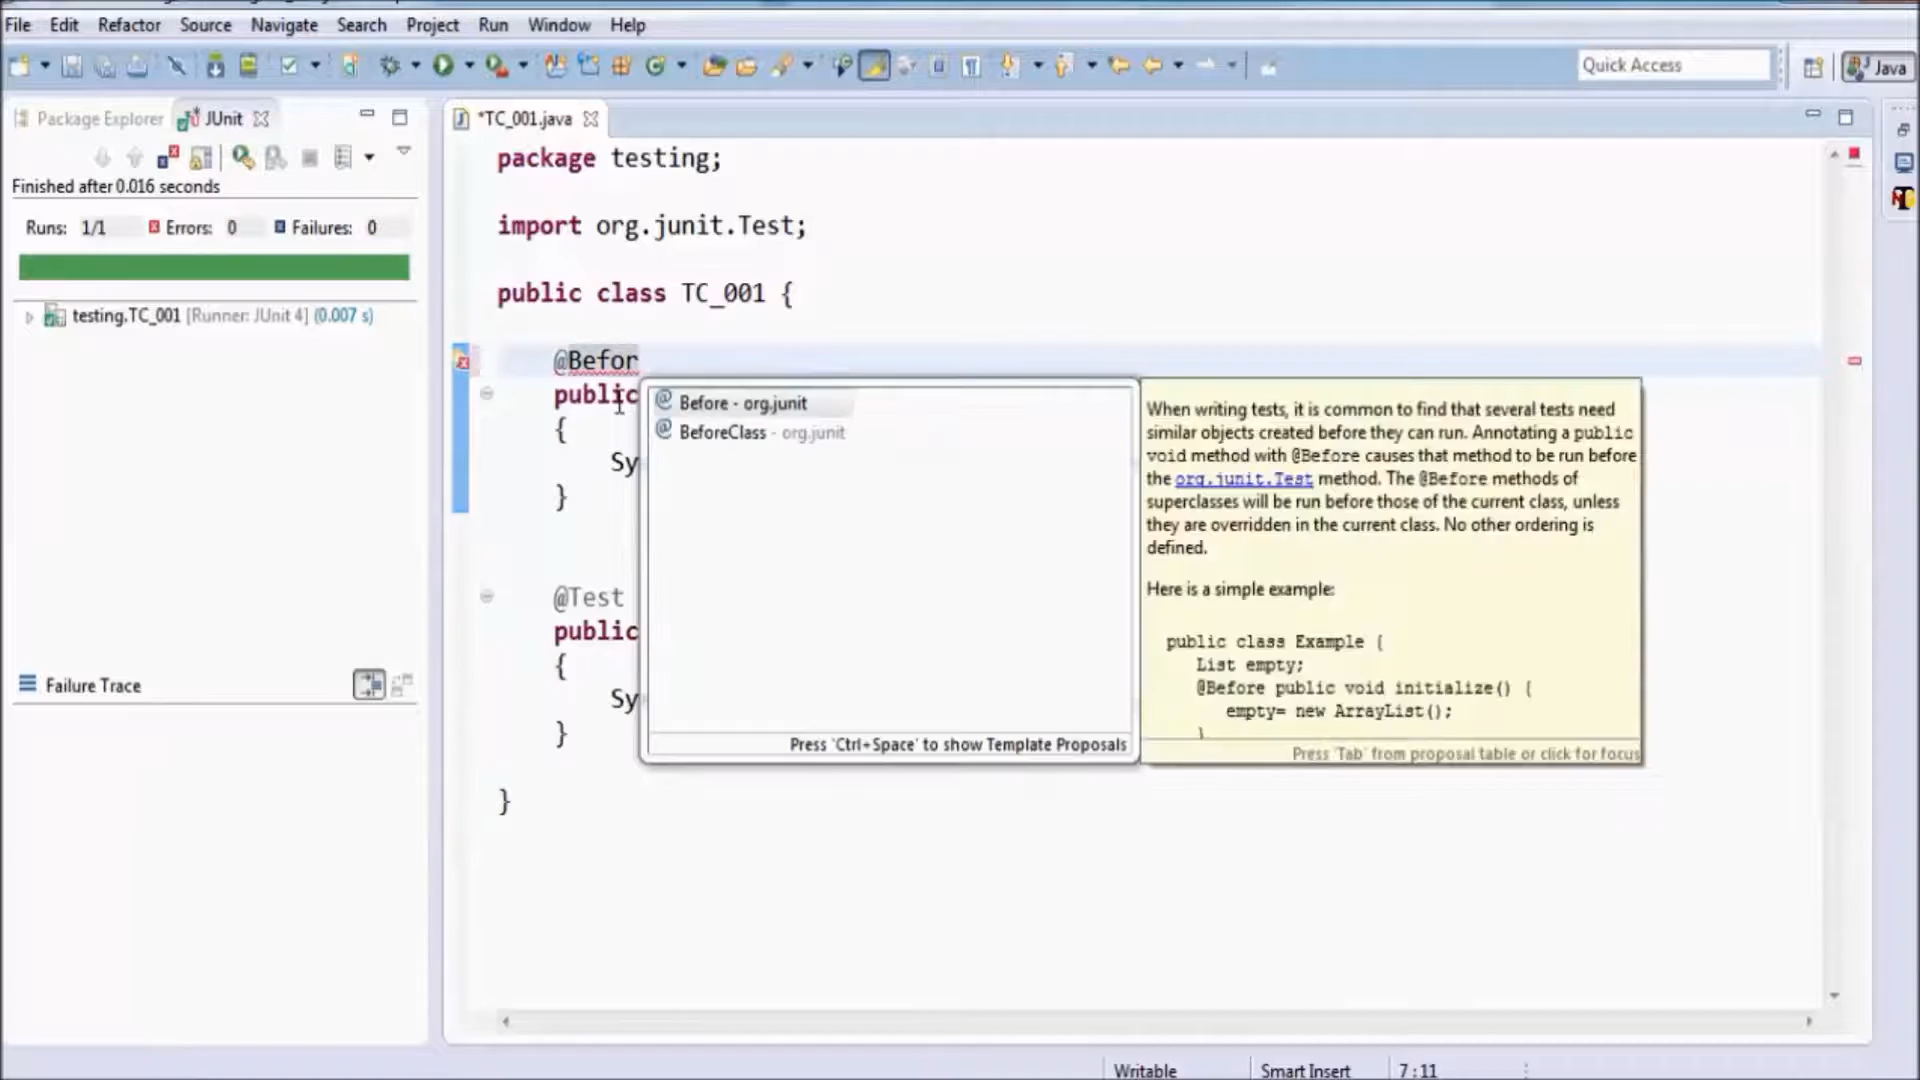 File Edit Refactor Source Navigate Search Project Run Window Help
Quick Access
Java
Package Explorer JUnit
*TC_001.java
Finished after 0.016 seconds
Runs: 1/1 Errors: 0 Failures: 0
testing.TC_001 [Runner: JUnit 4] (0.007 s)
Failure Trace
package testing;
import org.junit.Test;
public class TC_001 {
@Befor
public
{
Sy
}
@Test
public
{
Sy
}
}
Before - org.junit
BeforeClass - org.junit
Press 'Ctrl+Space' to show Template Proposals
When writing tests, it is common to find that several tests need
similar objects created before they can run. Annotating a public
void method with @Before causes that method to be run before
the org.junit.Test method. The @Before methods of
superclasses will be run before those of the current class, unless
they are overridden in the current class. No other ordering is
defined.
Here is a simple example:
public class Example {
List empty;
@Before public void initialize() {
empty= new ArrayList();
}
Press 'Tab' from proposal table or click for focus
Writable Smart Insert 7 : 11